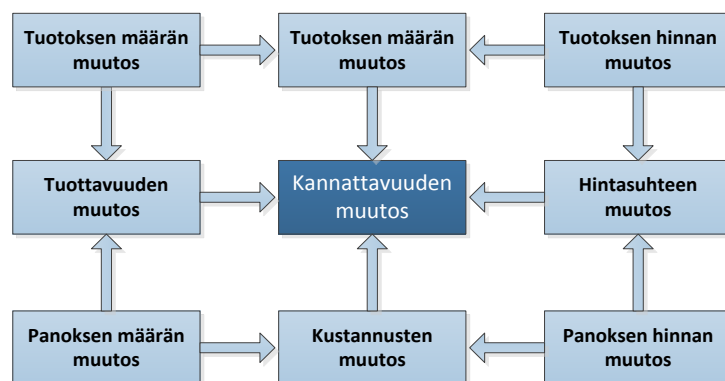 Tuotoksen määrän
muutos
Tuotoksen määrän
muutos
Tuotoksen hinnan
muutos
Tuottavuuden
muutos
Kannattavuuden
muutos
Hintasuhteen
muutos
Panoksen määrän
muutos
Kustannusten
muutos
Panoksen hinnan
muutos